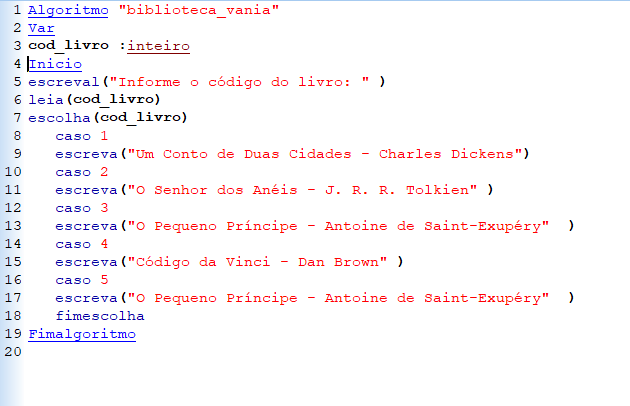 1 Algoritmo "biblioteca_vania"
2 Var
3 cod_livro :inteiro
4 Inicio
5 escreval("Informe o código do livro: " )
6 leia(cod_livro)
7 escolha(cod_livro)
8 caso 1
9 escreva("Um Conto de Duas Cidades - Charles Dickens")
10 caso 2
11 escreva("O Senhor dos Anéis - J. R. R. Tolkien" )
12 caso 3
13 escreva("O Pequeno Príncipe - Antoine de Saint-Exupéry"  )
14 caso 4
15 escreva("Código da Vinci - Dan Brown" )
16 caso 5
17 escreva("O Pequeno Príncipe - Antoine de Saint-Exupéry"  )
18 fimescolha
19 Fimalgoritmo
20